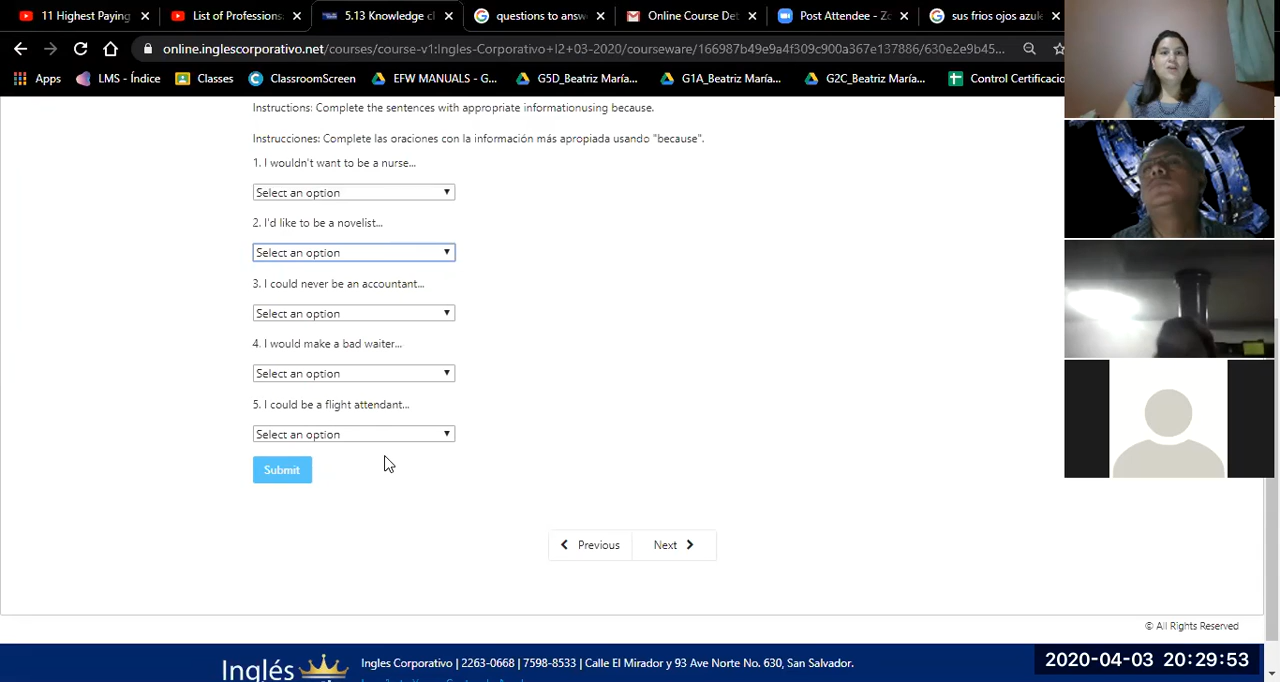 11 Highest Paying
List of Professions
5.13 Knowledge c
questions to answ
Online Course Det
Post Attendee - Zo
sus frios ojos azule
online.inglescorporativo.net/courses/course-v1:Ingles-Corporativo+I2+03-2020/courseware/166987b49e9a4f309c900a367e137886/630e2e9b45...
Apps
LMS - Índice
Classes
ClassroomScreen
EFW MANUALS - G...
G5D_Beatriz María...
G1A_Beatriz María...
G2C_Beatriz María...
Control Certificacio
Instructions: Complete the sentences with appropriate informationusing because.
Instrucciones: Complete las oraciones con la información más apropiada usando "because".
1. I wouldn't want to be a nurse...
Select an option
2. I'd like to be a novelist...
Select an option
3. I could never be an accountant...
Select an option
4. I would make a bad waiter...
Select an option
5. I could be a flight attendant...
Select an option
Submit
Previous
Next
© All Rights Reserved
Inglés
Ingles Corporativo | 2263-0668 | 7598-8533 | Calle El Mirador y 93 Ave Norte No. 630, San Salvador.
2020-04-03 20:29:53